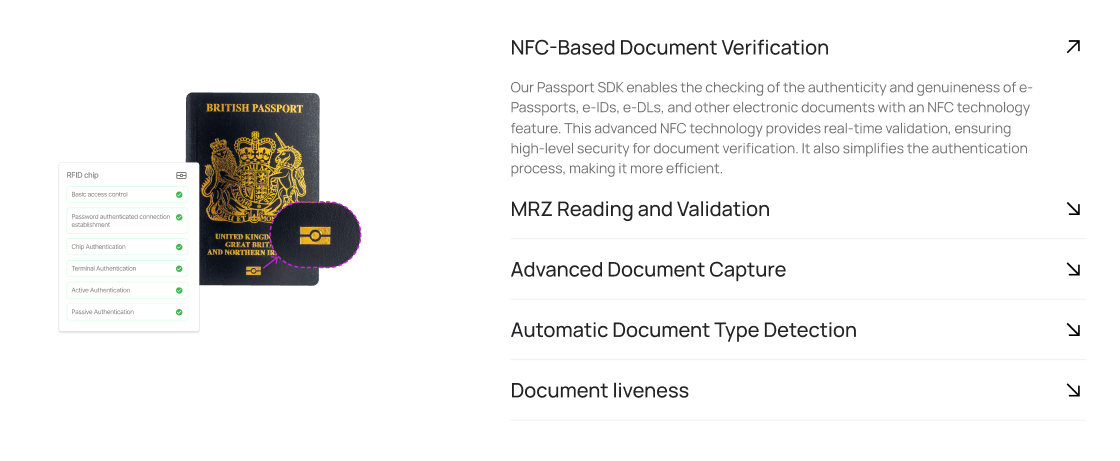 BRITISH PASSPORT
RFID chip
Basic access control
Password authenticated connection
establishment
Chip Authentication
Terminal Authentication
Active Authentication
Passive Authentication
UNITED KINGD
GREAT BRIT
AND NORTHERN IR
NFC-Based Document Verification
Our Passport SDK enables the checking of the authenticity and genuineness of e-
Passports, e-IDs, e-DLs, and other electronic documents with an NFC technology
feature. This advanced NFC technology provides real-time validation, ensuring
high-level security for document verification. It also simplifies the authentication
process, making it more efficient.
MRZ Reading and Validation
Advanced Document Capture
Automatic Document Type Detection
Document liveness